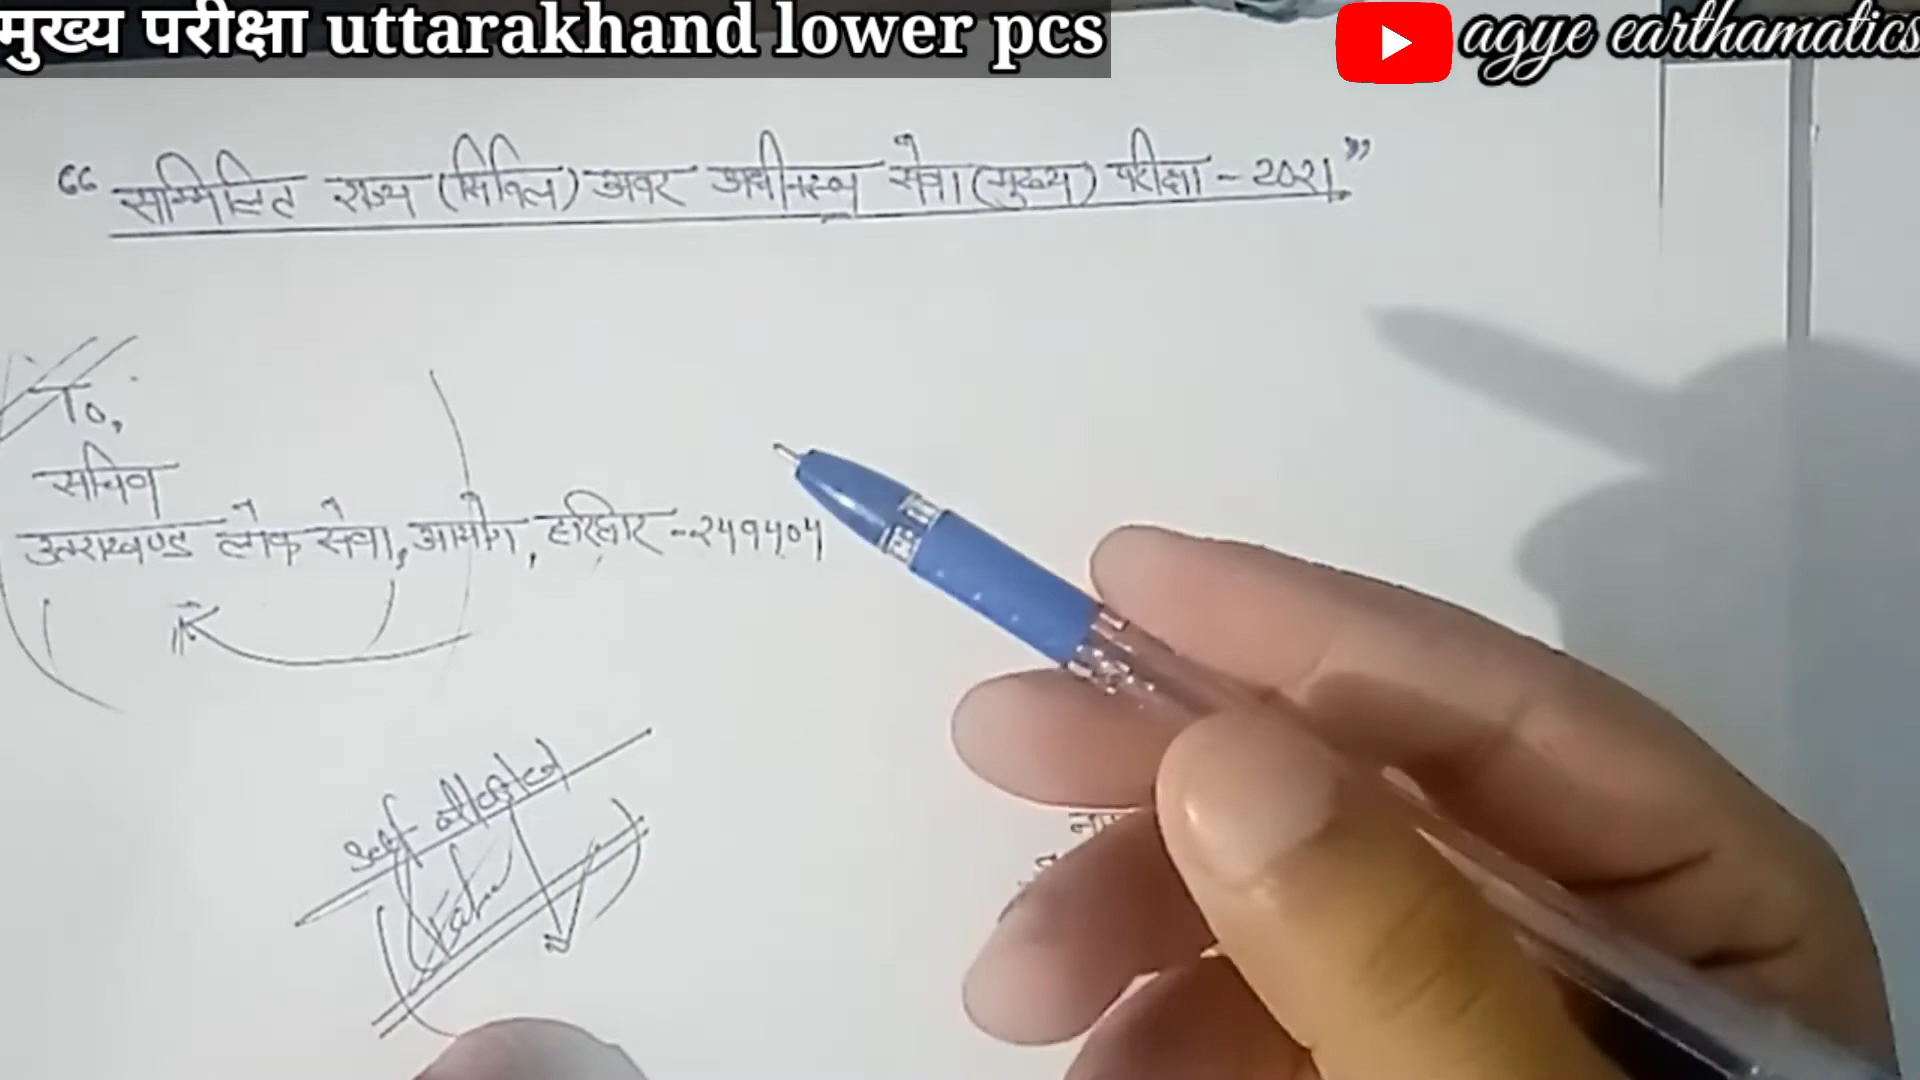 मुख्य परीक्षा uttarakhand lower pcs
agye earthamatics
“सम्मिलित राज्य (सिविल) अवर अधीनस्थ सेवा (मुख्य) परीक्षा - 2021”
To,
सचिव
उत्तराखण्ड लोक सेवा, आयोग, हरिद्वार - 249404
Self